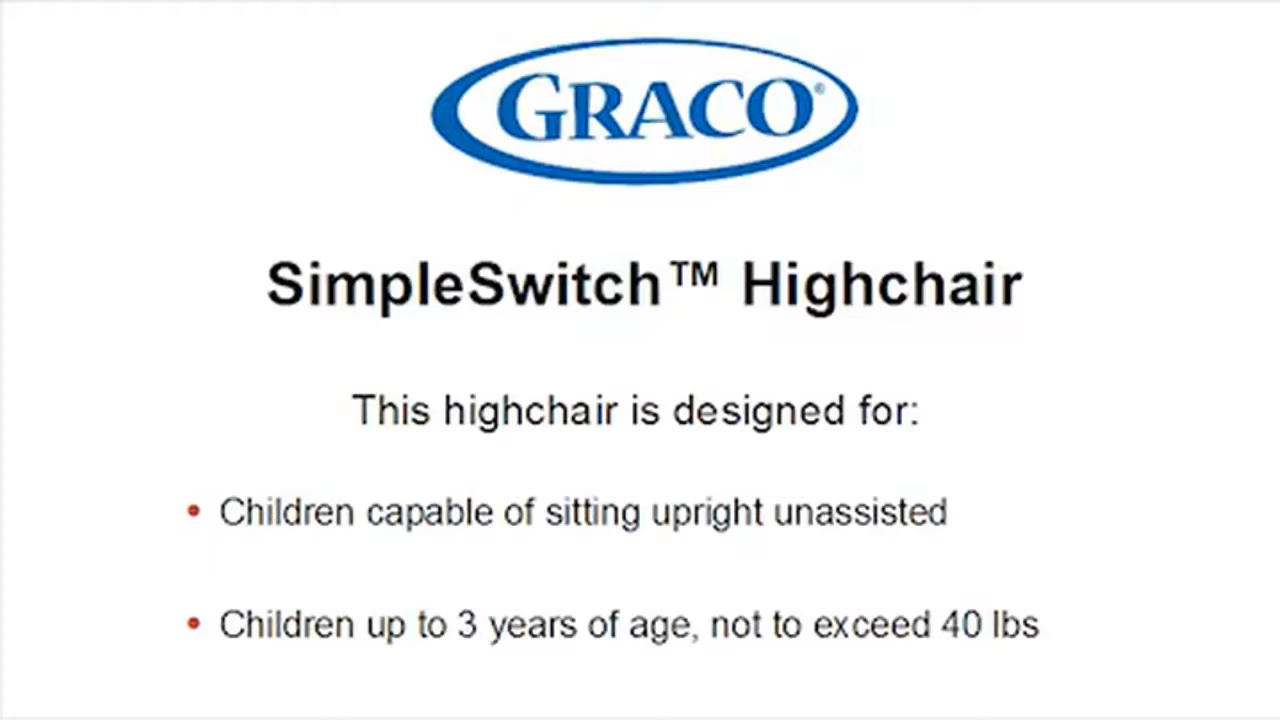 GRACO®
SimpleSwitch™ Highchair
This highchair is designed for:
• Children capable of sitting upright unassisted
• Children up to 3 years of age, not to exceed 40 lbs